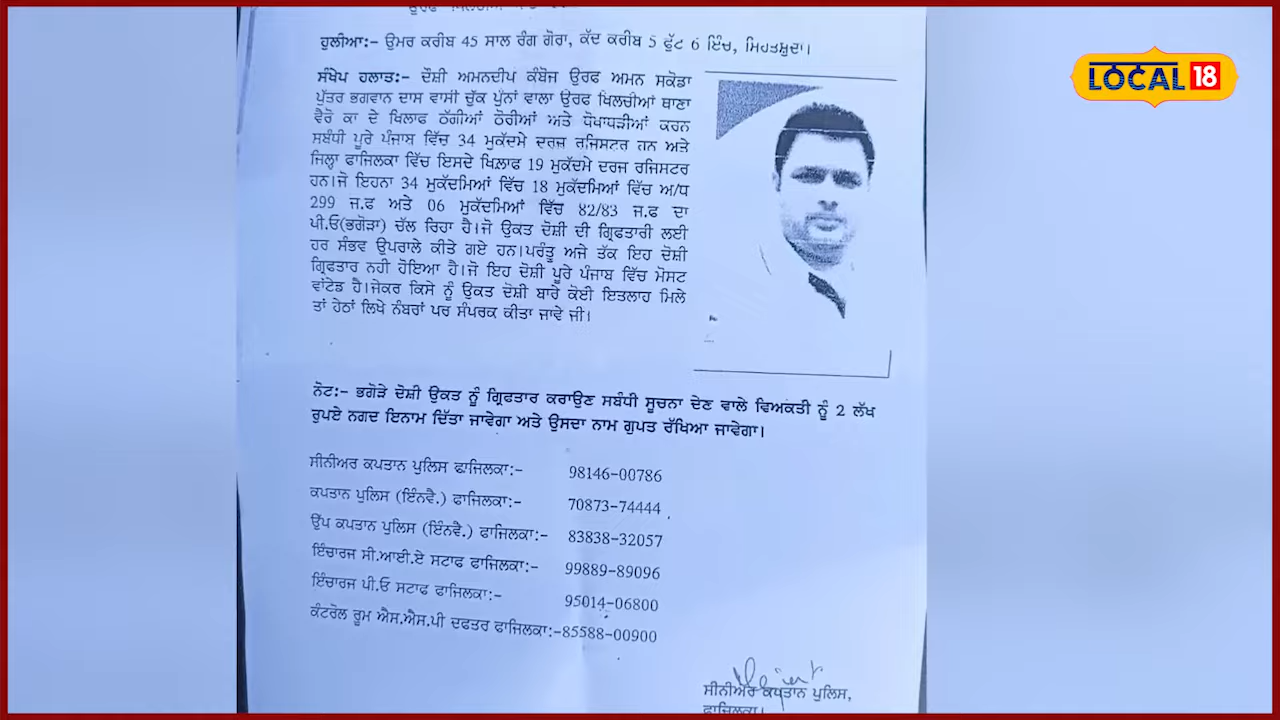 ਹੁਲੀਆ:- ਉਮਰ ਕਰੀਬ 45 ਸਾਲ ਰੰਗ ਗੋਰਾ, ਕੱਦ ਕਰੀਬ 5 ਫੁੱਟ 6 ਇੰਚ, ਸਿਹਤਸ਼ੁਦਾ।
LOCAL 18
ਸੰਖੇਪ ਹਲਾਤ:- ਦੋਸ਼ੀ ਅਮਨਦੀਪ ਕੰਬੋਜ ਉਰਫ ਅਮਨ ਸਕੋਡਾ
ਪੁੱਤਰ ਭਗਵਾਨ ਦਾਸ ਵਾਸੀ ਚੱਕ ਪੁੰਨਾਂ ਵਾਲਾ ਉਰਫ ਖਿਲਚੀਆਂ ਥਾਣਾ
ਵੈਰੋ ਕਾ ਦੇ ਖਿਲਾਫ ਠੱਗੀਆਂ ਠੋਰੀਆਂ ਅਤੇ ਧੋਖਾਧੜੀਆਂ ਕਰਨ
ਸਬੰਧੀ ਪੂਰੇ ਪੰਜਾਬ ਵਿੱਚ 34 ਮੁਕੱਦਮੇ ਦਰਜ਼ ਰਜਿਸਟਰ ਹਨ ਅਤੇ
ਜਿਲ੍ਹਾ ਫਾਜਿਲਕਾ ਵਿੱਚ ਇਸਦੇ ਖਿਲਾਫ 19 ਮੁਕੱਦਮੇ ਦਰਜ ਰਜਿਸਟਰ
ਹਨ।ਜੋ ਇਹਨਾ 34 ਮੁਕੱਦਮਿਆਂ ਵਿੱਚ 18 ਮੁਕੱਦਮਿਆਂ ਵਿੱਚ ਅ/ਧ
299 ਜ.ਫ ਅਤੇ 06 ਮੁਕੱਦਮਿਆਂ ਵਿੱਚ 82/83 ਜ.ਫ ਦਾ
ਪੀ.ਓ(ਭਗੋੜਾ) ਚੱਲ ਰਿਹਾ ਹੈ।ਜੋ ਉਕਤ ਦੋਸ਼ੀ ਦੀ ਗ੍ਰਿਫਤਾਰੀ ਲਈ
ਹਰ ਸੰਭਵ ਉਪਰਾਲੇ ਕੀਤੇ ਗਏ ਹਨ।ਪਰੰਤੂ ਅਜੇ ਤੱਕ ਇਹ ਦੋਸ਼ੀ
ਗ੍ਰਿਫਤਾਰ ਨਹੀ ਹੋਇਆ ਹੈ।ਜੋ ਇਹ ਦੋਸ਼ੀ ਪੂਰੇ ਪੰਜਾਬ ਵਿੱਚ ਮੋਸਟ
ਵਾਂਟੇਡ ਹੈ।ਜੇਕਰ ਕਿਸੇ ਨੂੰ ਉਕਤ ਦੋਸ਼ੀ ਬਾਰੇ ਕੋਈ ਇਤਲਾਹ ਮਿਲੇ
ਤਾਂ ਹੇਠਾਂ ਲਿਖੇ ਨੰਬਰਾਂ ਪਰ ਸੰਪਰਕ ਕੀਤਾ ਜਾਵੇ ਜੀ।
ਨੋਟ:- ਭਗੋੜੇ ਦੋਸ਼ੀ ਉਕਤ ਨੂੰ ਗ੍ਰਿਫਤਾਰ ਕਰਾਉਣ ਸਬੰਧੀ ਸੂਚਨਾ ਦੇਣ ਵਾਲੇ ਵਿਅਕਤੀ ਨੂੰ 2 ਲੱਖ
ਰੁਪਏ ਨਗਦ ਇਨਾਮ ਦਿੱਤਾ ਜਾਵੇਗਾ ਅਤੇ ਉਸਦਾ ਨਾਮ ਗੁਪਤ ਰੱਖਿਆ ਜਾਵੇਗਾ।
ਸੀਨੀਅਰ ਕਪਤਾਨ ਪੁਲਿਸ ਫਾਜਿਲਕਾ:- 98146-00786
ਕਪਤਾਨ ਪੁਲਿਸ (ਇੰਨਵੈ.) ਫਾਜਿਲਕਾ:- 70873-74444
ਉੱਪ ਕਪਤਾਨ ਪੁਲਿਸ (ਇੰਨਵੈ.) ਫਾਜਿਲਕਾ:- 83838-32057
ਇੰਚਾਰਜ ਸੀ.ਆਈ.ਏ ਸਟਾਫ ਫਾਜਿਲਕਾ:- 99889-89096
ਇੰਚਾਰਜ ਪੀ.ਓ ਸਟਾਫ ਫਾਜਿਲਕਾ:- 95014-06800
ਕੰਟਰੋਲ ਰੂਮ ਐਸ.ਐਸ.ਪੀ ਦਫਤਰ ਫਾਜਿਲਕਾ:-85588-00900
ਸੀਨੀਅਰ ਕਪਤਾਨ ਪੁਲਿਸ,
ਫਾਜਿਲਕਾ।